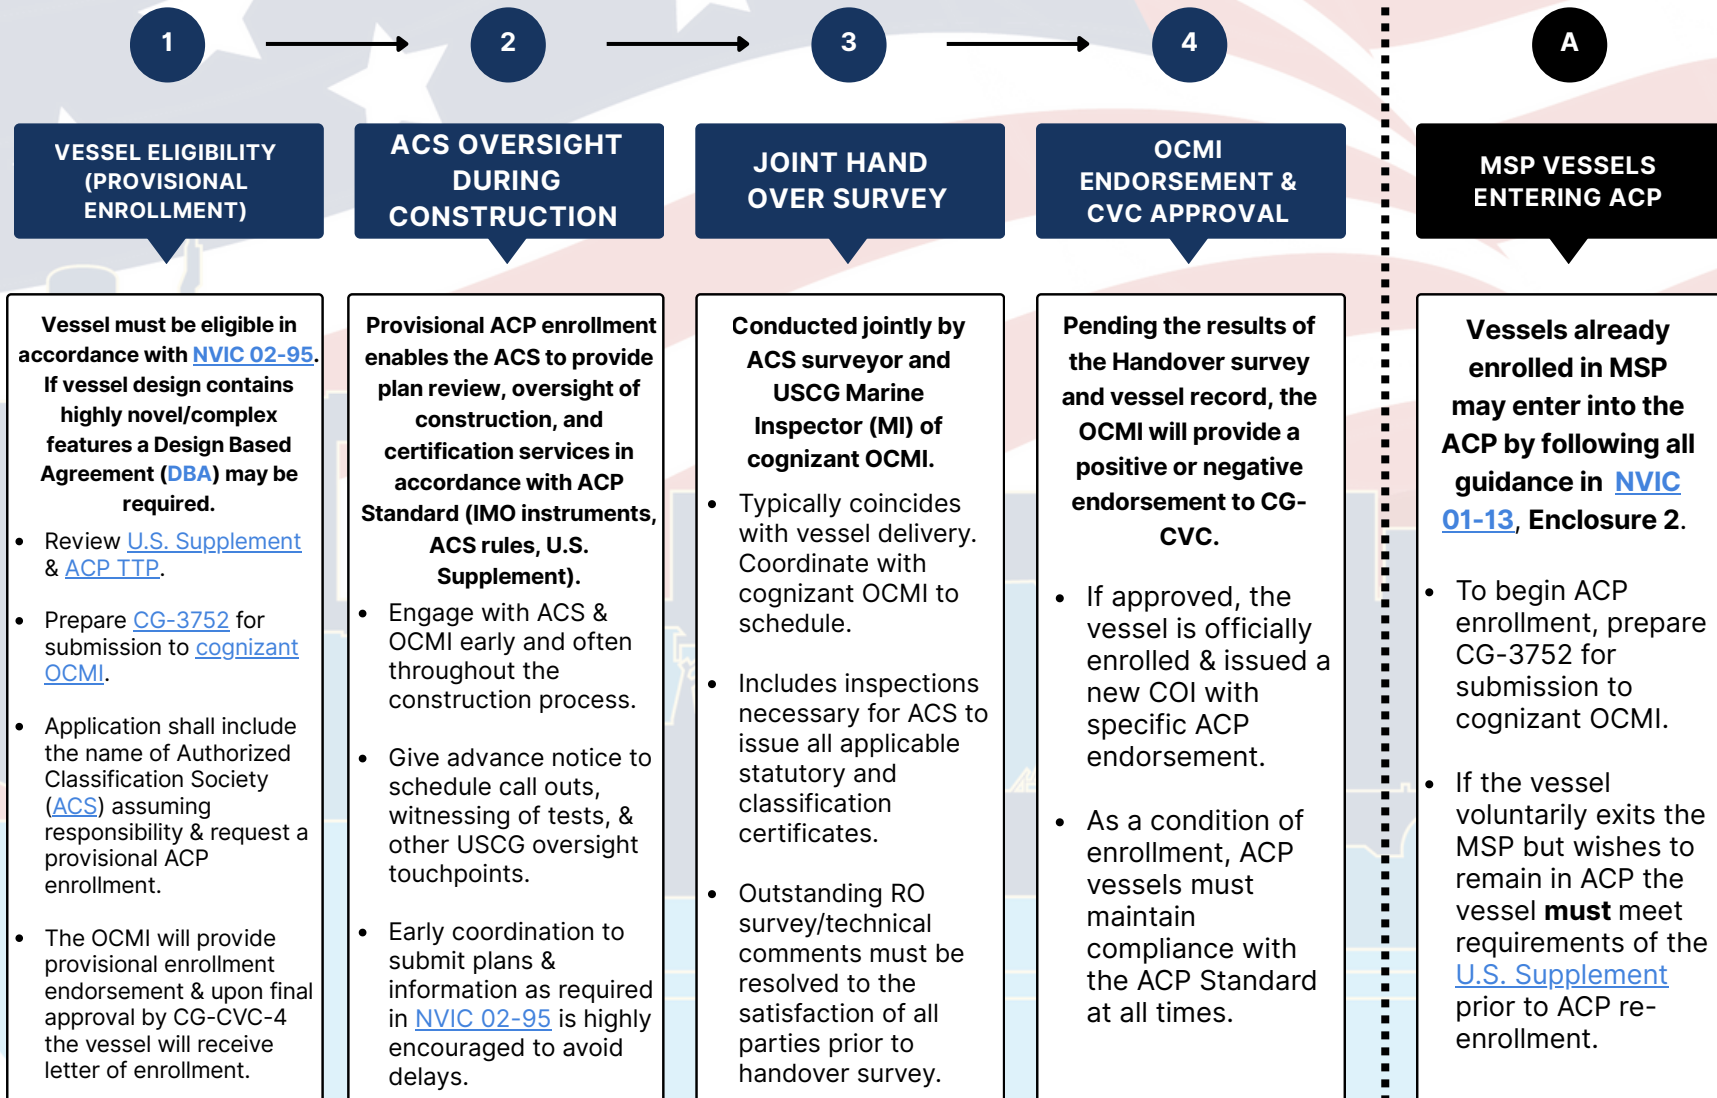 1
2
3
4
A
VESSEL ELIGIBILITY
(PROVISIONAL
ENROLLMENT)
Vessel must be eligible in
accordance with NVIC 02-95.
If vessel design contains
highly novel/complex
features a Design Based
Agreement (DBA) may be
required.
• Review U.S. Supplement
& ACP TTP.
• Prepare CG-3752 for
submission to cognizant
OCMI.
• Application shall include
the name of Authorized
Classification Society
(ACS) assuming
responsibility & request a
provisional ACP
enrollment.
• The OCMI will provide
provisional enrollment
endorsement & upon final
approval by CG-CVC-4
the vessel will receive
letter of enrollment.
ACS OVERSIGHT
DURING
CONSTRUCTION
Provisional ACP enrollment
enables the ACS to provide
plan review, oversight of
construction, and
certification services in
accordance with ACP
Standard (IMO instruments,
ACS rules, U.S.
Supplement).
• Engage with ACS &
OCMI early and often
throughout the
construction process.
• Give advance notice to
schedule call outs,
witnessing of tests, &
other USCG oversight
touchpoints.
• Early coordination to
submit plans &
information as required
in NVIC 02-95 is highly
encouraged to avoid
delays.
JOINT HAND
OVER SURVEY
Conducted jointly by
ACS surveyor and
USCG Marine
Inspector (MI) of
cognizant OCMI.
• Typically coincides
with vessel delivery.
Coordinate with
cognizant OCMI to
schedule.
• Includes inspections
necessary for ACS to
issue all applicable
statutory and
classification
certificates.
• Outstanding RO
survey/technical
comments must be
resolved to the
satisfaction of all
parties prior to
handover survey.
OCMI
ENDORSEMENT &
CVC APPROVAL
Pending the results of
the Handover survey
and vessel record, the
OCMI will provide a
positive or negative
endorsement to CG-
CVC.
• If approved, the
vessel is officially
enrolled & issued a
new COI with
specific ACP
endorsement.
• As a condition of
enrollment, ACP
vessels must
maintain
compliance with
the ACP Standard
at all times.
MSP VESSELS
ENTERING ACP
Vessels already
enrolled in MSP
may enter into the
ACP by following all
guidance in NVIC
01-13, Enclosure 2.
• To begin ACP
enrollment, prepare
CG-3752 for
submission to
cognizant OCMI.
• If the vessel
voluntarily exits the
MSP but wishes to
remain in ACP the
vessel must meet
requirements of the
U.S. Supplement
prior to ACP re-
enrollment.